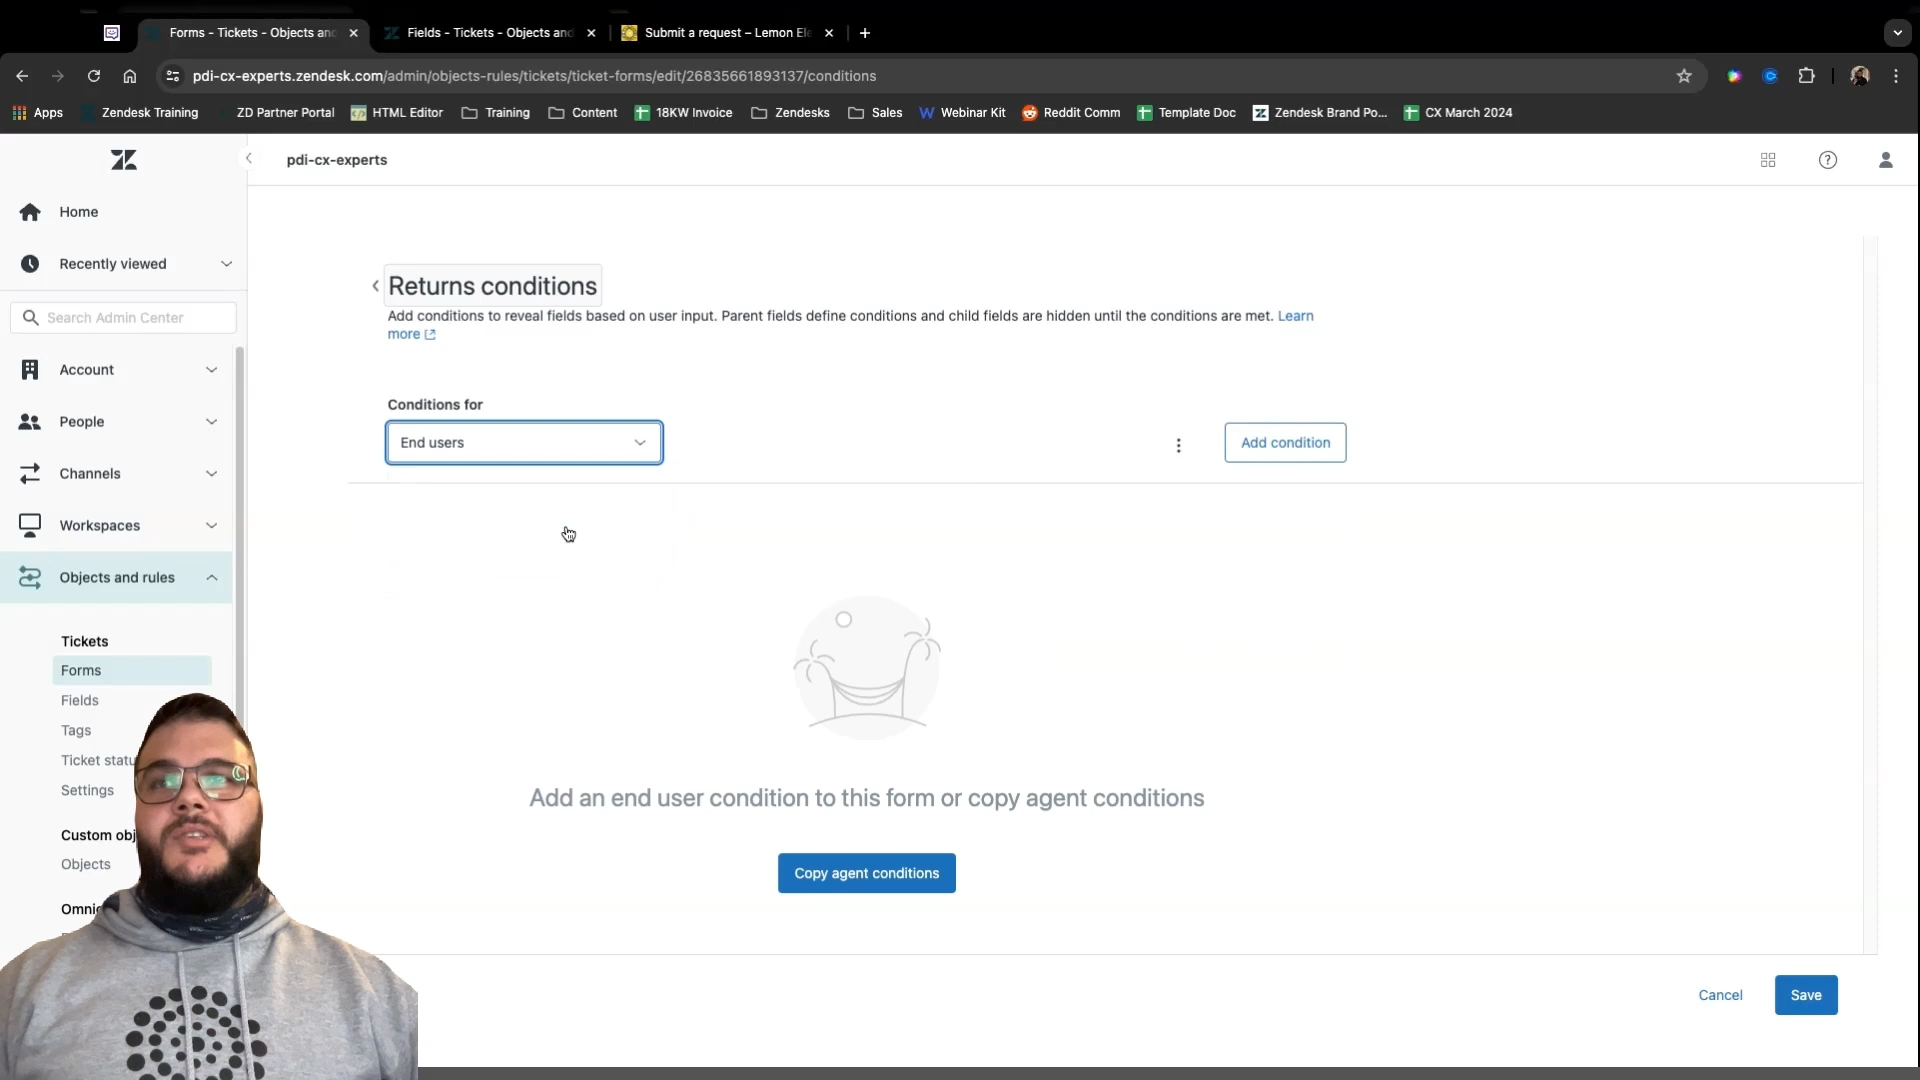 Forms - Tickets - Objects and
Fields - Tickets - Objects and
Submit a request – Lemon Ele
pdi-cx-experts.zendesk.com/admin/objects-rules/tickets/ticket-forms/edit/26835661893137/conditions
Apps
Zendesk Training
ZD Partner Portal
HTML Editor
Training
Content
18KW Invoice
Zendesks
Sales
Webinar Kit
Reddit Comm
Template Doc
Zendesk Brand Po...
CX March 2024
pdi-cx-experts
Home
Recently viewed
Search Admin Center
Account
People
Channels
Workspaces
Objects and rules
Tickets
Forms
Fields
Tags
Ticket statu
Settings
Custom obj
Objects
Omnic
Returns conditions
Add conditions to reveal fields based on user input. Parent fields define conditions and child fields are hidden until the conditions are met. Learn
more
Conditions for
End users
Add condition
Add an end user condition to this form or copy agent conditions
Copy agent conditions
Cancel
Save